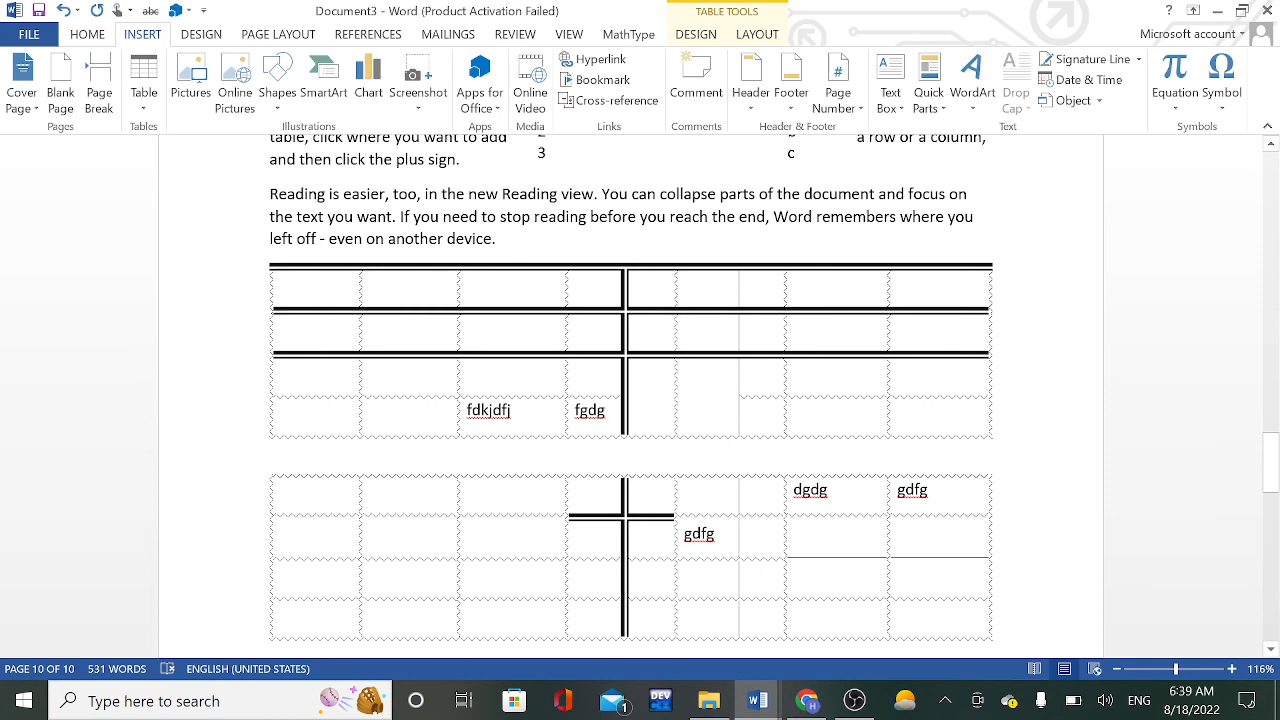 Document3 - Word (Product Activation Failed)
TABLE TOOLS
FILE HOME INSERT DESIGN PAGE LAYOUT REFERENCES MAILINGS REVIEW VIEW MathType DESIGN LAYOUT Microsoft account
Cover Page
Blank Page
Page Break
Table
Pictures
Online Pictures
Shapes
SmartArt
Chart
Screenshot
Apps for Office
Online Video
Hyperlink
Bookmark
Cross-reference
Comment
Header
Footer
Page Number
Text Box
Quick Parts
WordArt
Drop Cap
Signature Line
Date & Time
Object
Equation
Symbol
Pages Tables Illustrations Apps Media Links Comments Header & Footer Text Symbols
table, click where you want to add a row or a column,
3 c
and then click the plus sign.
Reading is easier, too, in the new Reading view. You can collapse parts of the document and focus on
the text you want. If you need to stop reading before you reach the end, Word remembers where you
left off - even on another device.
fdkjdfj fgdg
dgdg gdfg
gdfg
PAGE 10 OF 10 531 WORDS ENGLISH (UNITED STATES) 116%
Type here to search
1
DEV
ENG
6:39 AM
8/18/2022